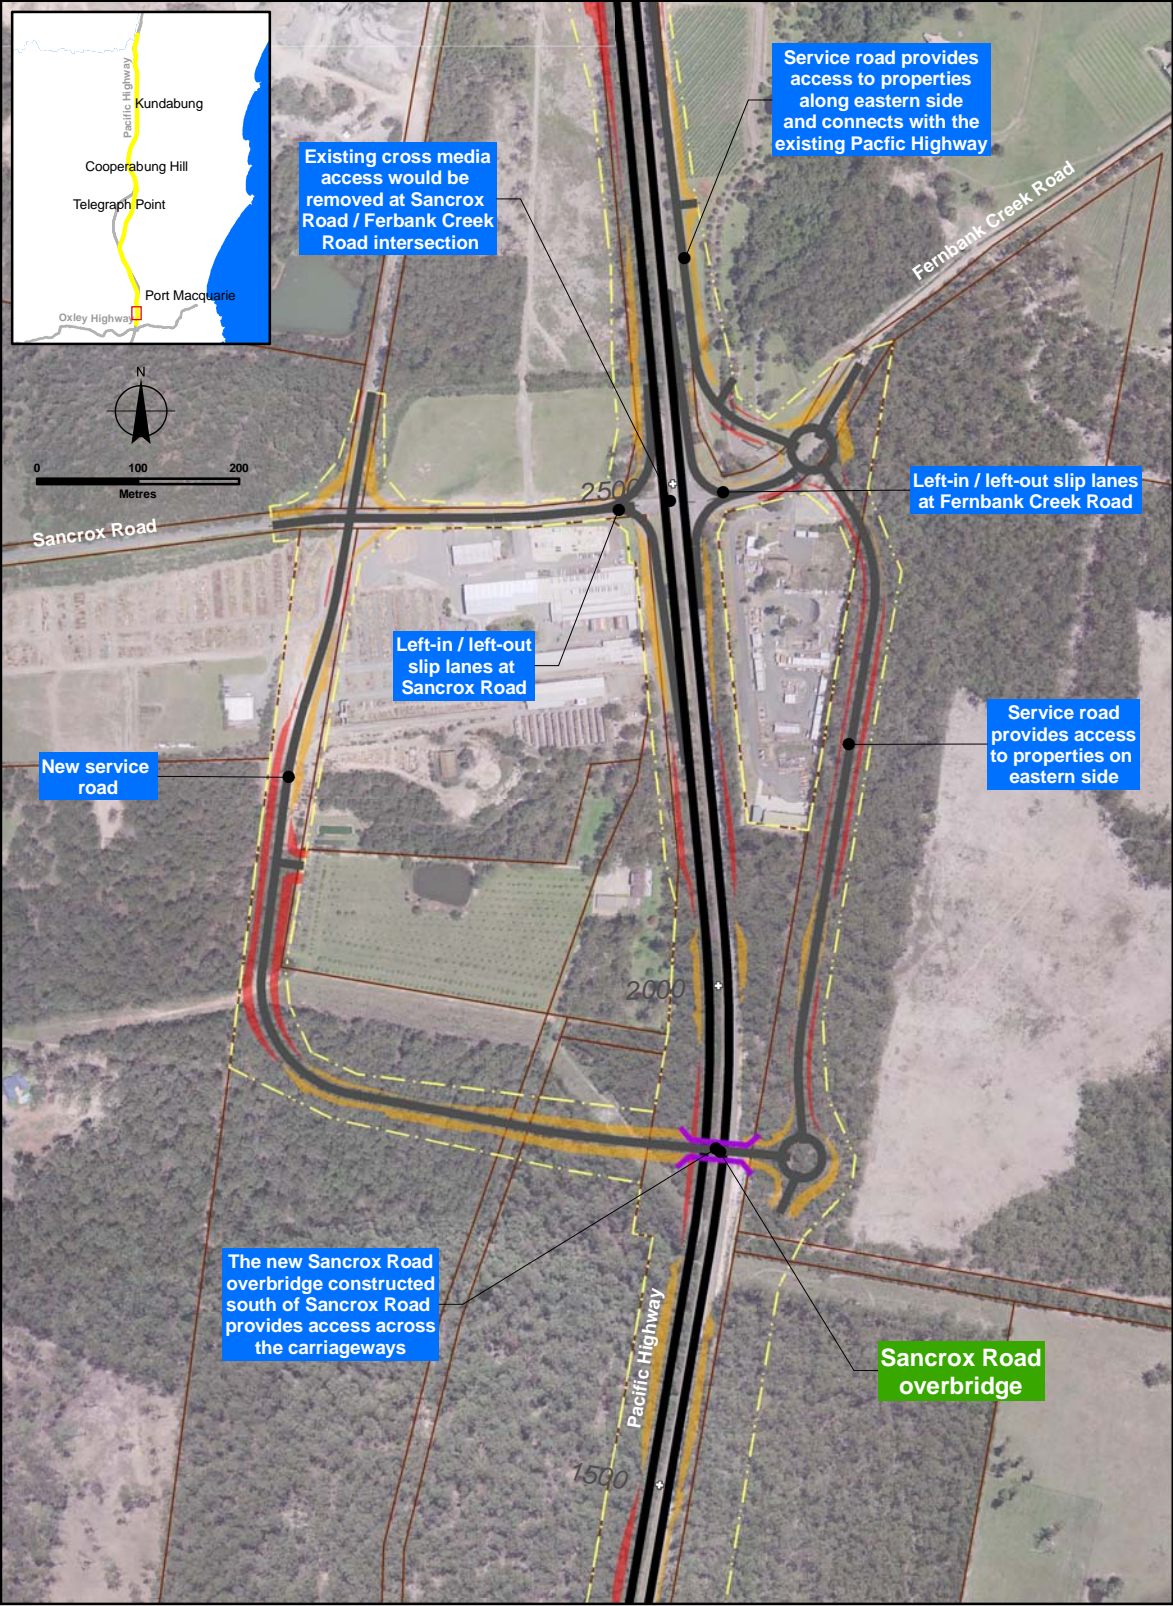 Pacific Highway
Kundabung
Cooperabung Hill
Telegraph Point
Port Macquarie
Oxley Highway
N
0 100 200
Metres
Service road provides
access to properties
along eastern side
and connects with the
existing Pacfic Highway
Existing cross media
access would be
removed at Sancrox
Road / Ferbank Creek
Road intersection
Fernbank Creek Road
Left-in / left-out slip lanes
at Fernbank Creek Road
2500
Sancrox Road
Left-in / left-out
slip lanes at
Sancrox Road
Service road
provides access
to properties on
eastern side
New service
road
2000
The new Sancrox Road
overbridge constructed
south of Sancrox Road
provides access across
the carriageways
Pacific Highway
Sancrox Road
overbridge
1500